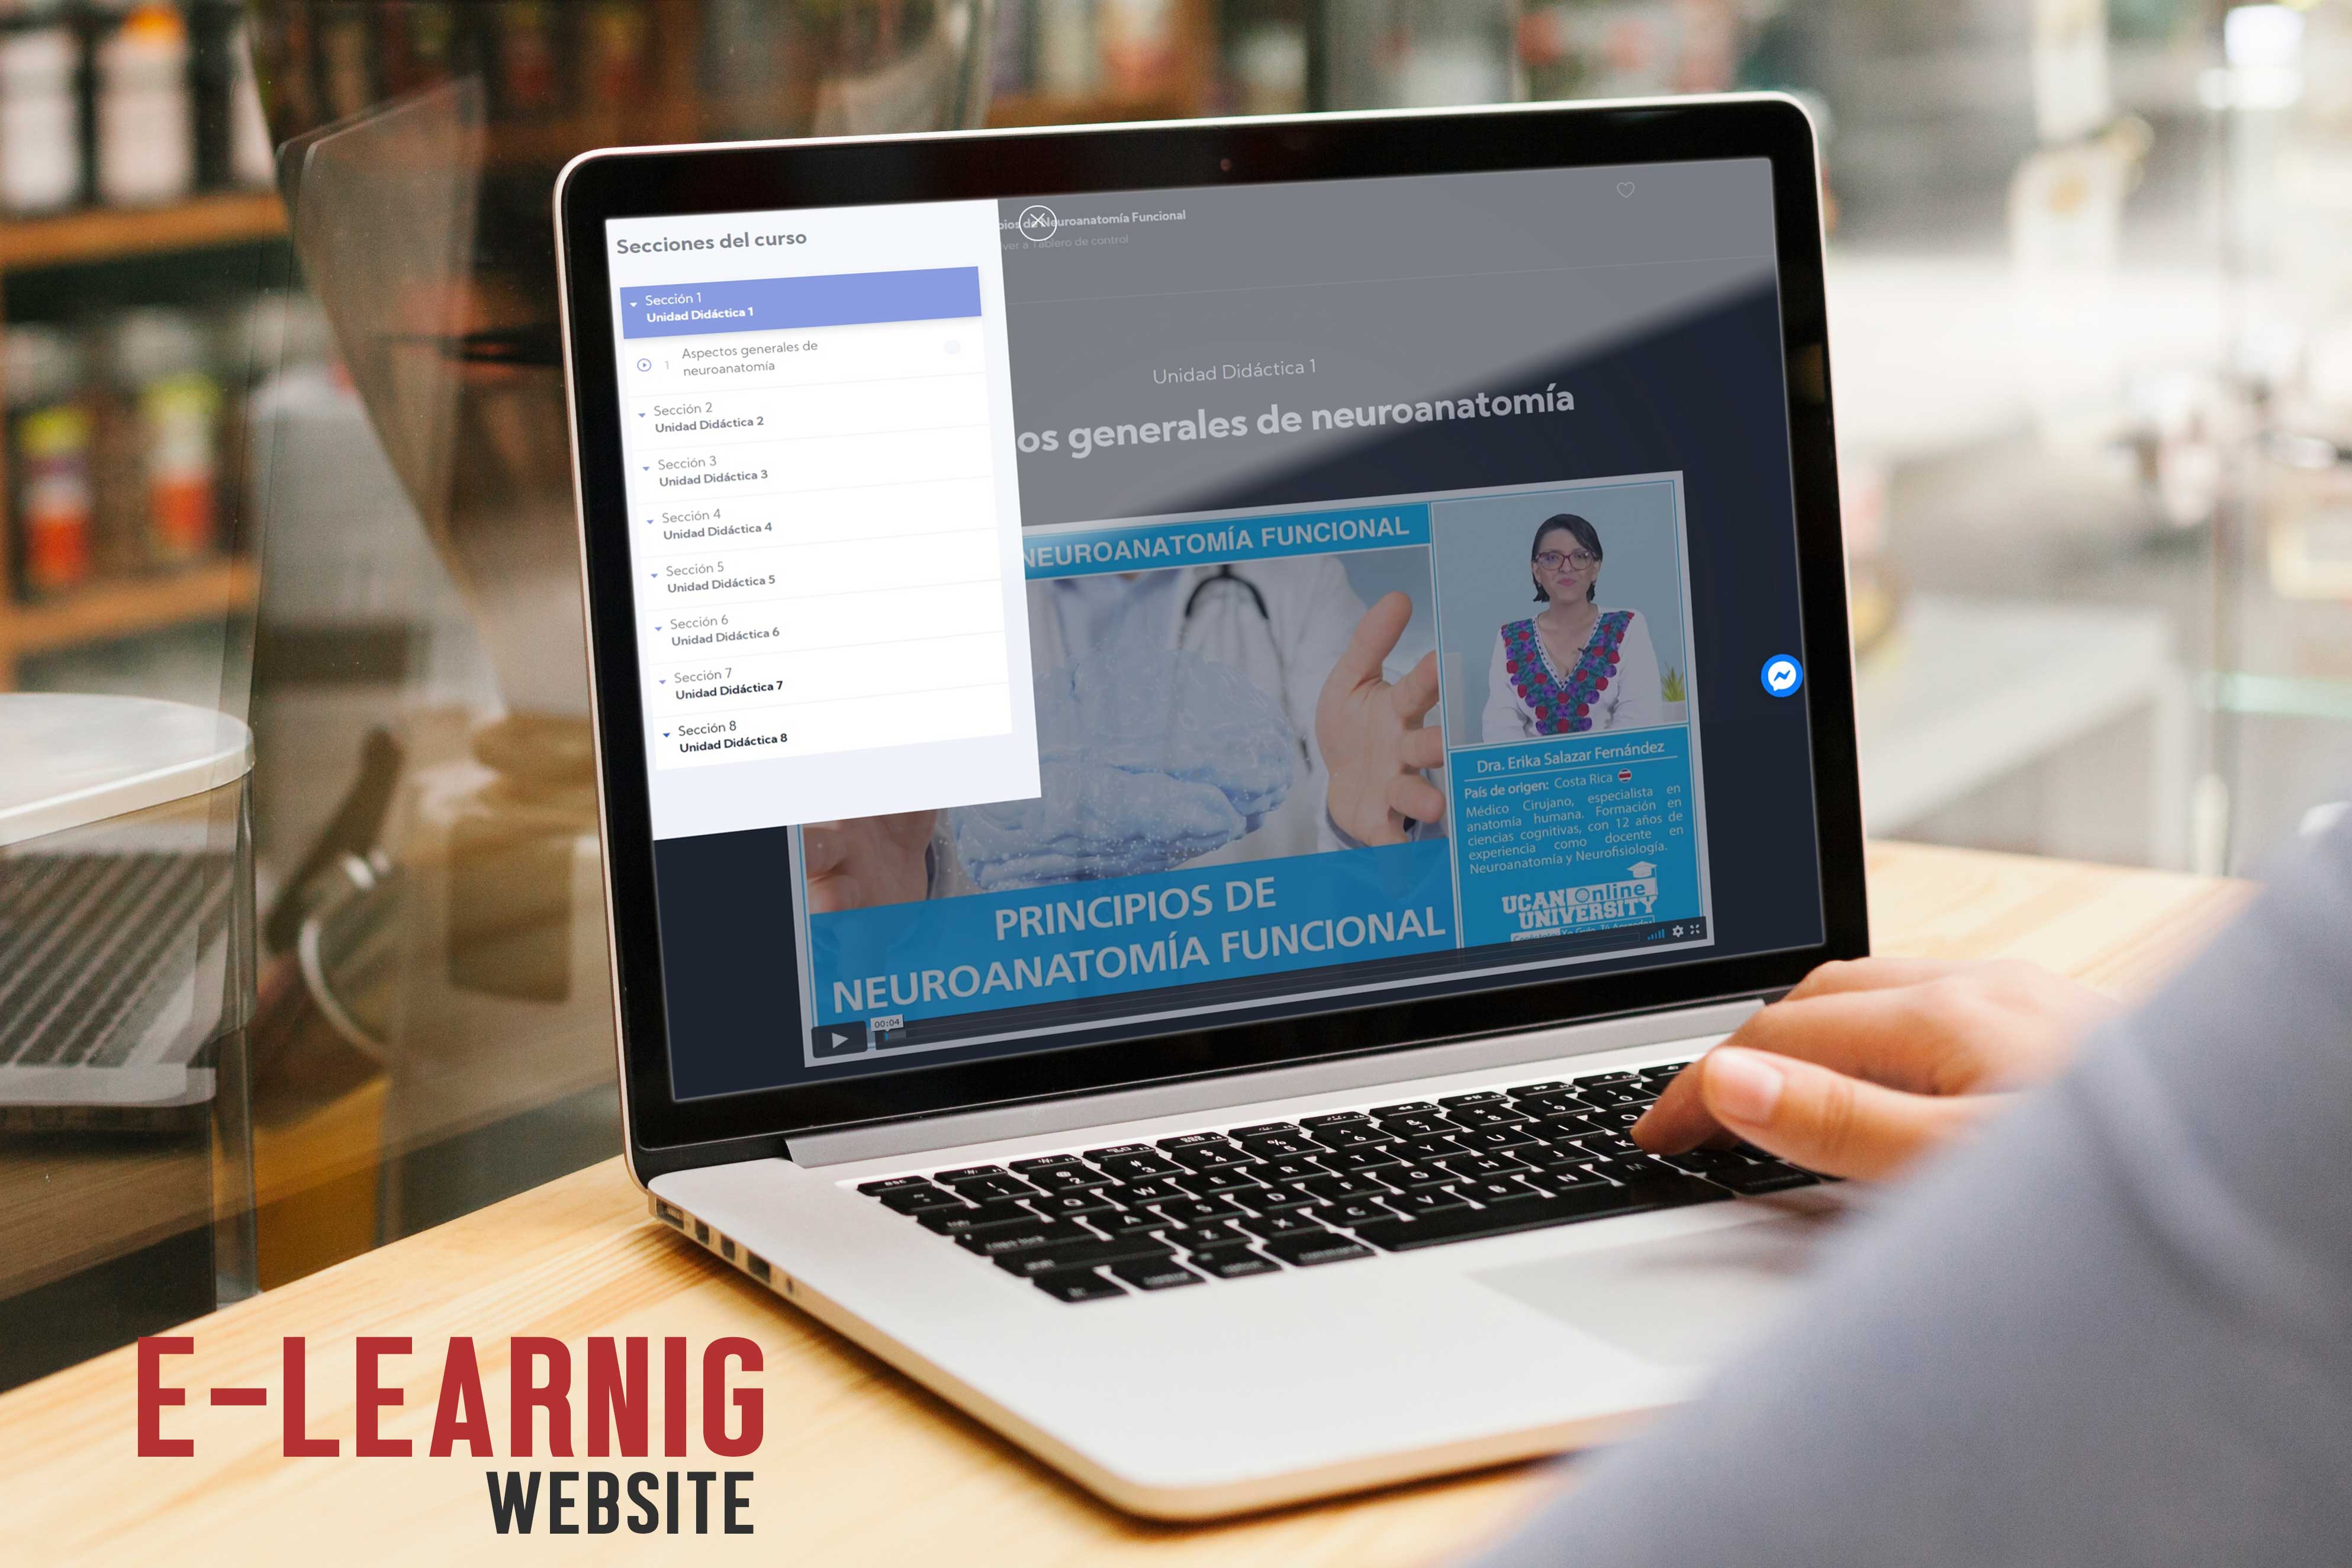 Secciones del curso
Sección 1
Unidad Didáctica 1
1 Aspectos generales de
neuroanatomía
Sección 2
Unidad Didáctica 2
Sección 3
Unidad Didáctica 3
Sección 4
Unidad Didáctica 4
Sección 5
Unidad Didáctica 5
Sección 6
Unidad Didáctica 6
Sección 7
Unidad Didáctica 7
Sección 8
Unidad Didáctica 8
de Neuroanatomía Funcional
a Tablero de control
Unidad Didáctica 1
os generales de neuroanatomía
NEUROANATOMÍA FUNCIONAL
PRINCIPIOS DE
NEUROANATOMÍA FUNCIONAL
00:04
Dra. Erika Salazar Fernández
País de origen: Costa Rica
Médico Cirujano, especialista en
anatomía humana. Formación en
ciencias cognitivas, con 12 años de
experiencia como docente en
Neuroanatomía y Neurofisiología.
UCAN Online
UNIVERSITY
E-LEARNIG
WEBSITE